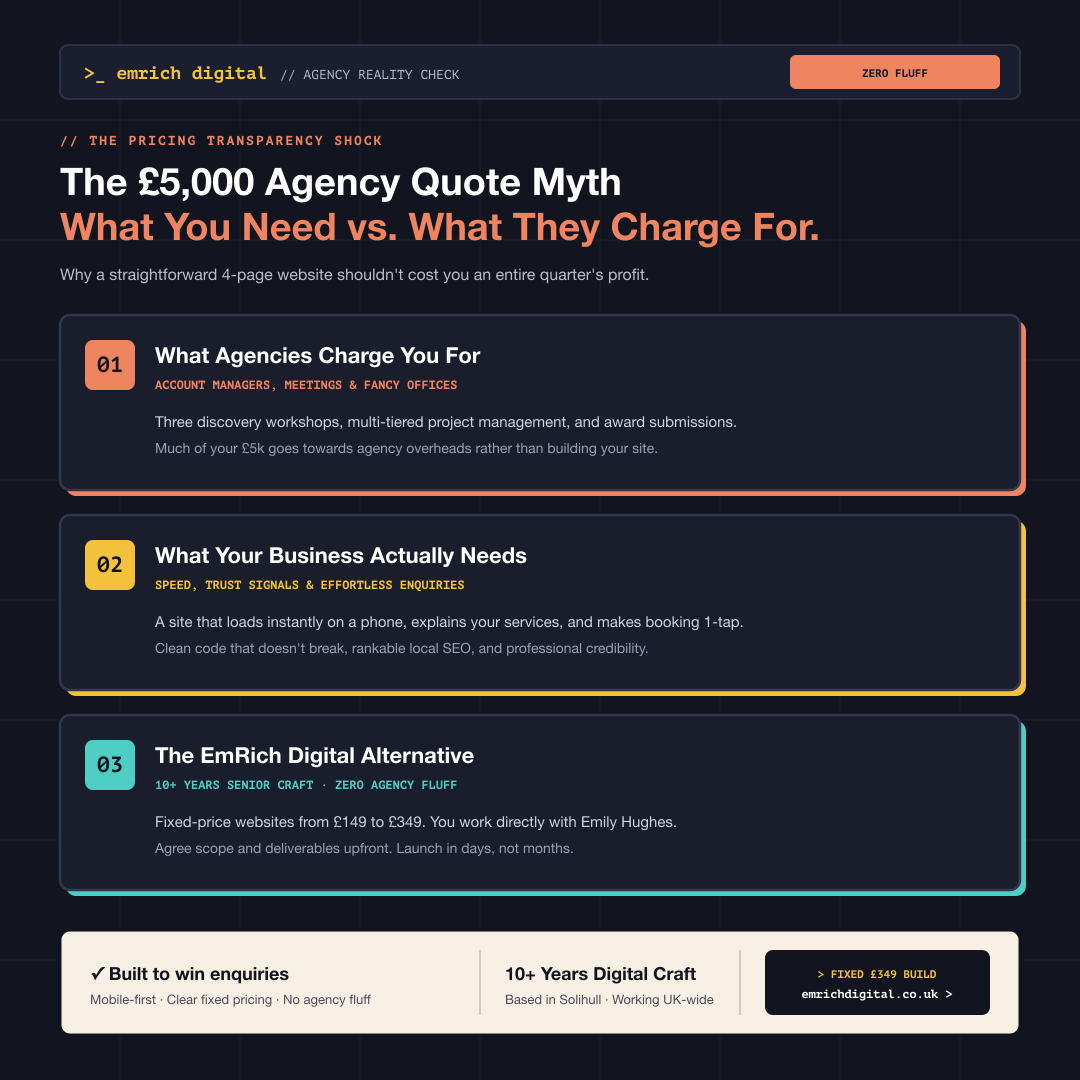 >_ emrich digital // AGENCY REALITY CHECK
ZERO FLUFF
// THE PRICING TRANSPARENCY SHOCK
The £5,000 Agency Quote Myth
What You Need vs. What They Charge For.
Why a straightforward 4-page website shouldn't cost you an entire quarter's profit.
01
What Agencies Charge You For
ACCOUNT MANAGERS, MEETINGS & FANCY OFFICES
Three discovery workshops, multi-tiered project management, and award submissions.
Much of your £5k goes towards agency overheads rather than building your site.
02
What Your Business Actually Needs
SPEED, TRUST SIGNALS & EFFORTLESS ENQUIRIES
A site that loads instantly on a phone, explains your services, and makes booking 1-tap.
Clean code that doesn't break, rankable local SEO, and professional credibility.
03
The EmRich Digital Alternative
10+ YEARS SENIOR CRAFT · ZERO AGENCY FLUFF
Fixed-price websites from £149 to £349. You work directly with Emily Hughes.
Agree scope and deliverables upfront. Launch in days, not months.
✓ Built to win enquiries
Mobile-first · Clear fixed pricing · No agency fluff
10+ Years Digital Craft
Based in Solihull · Working UK-wide
> FIXED £349 BUILD
emrichdigital.co.uk >